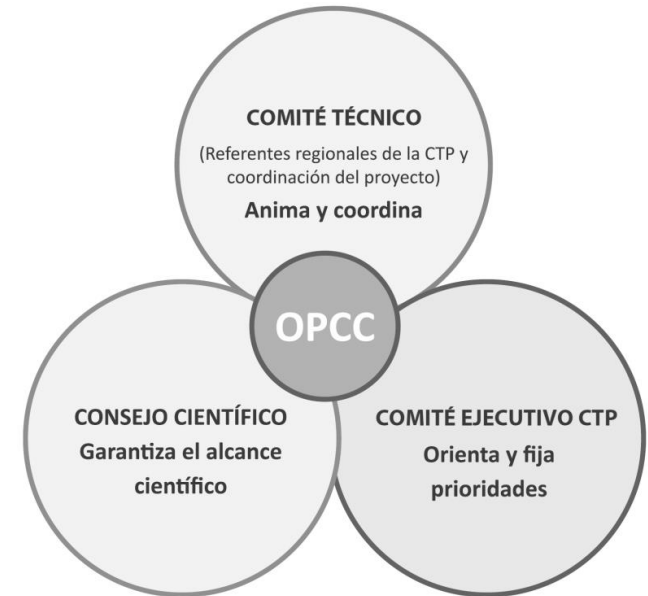 COMITÉ TÉCNICO
(Referentes regionales de la CTP y
coordinación del proyecto)
Anima y coordina
OPCC
CONSEJO CIENTÍFICO
Garantiza el alcance
científico
COMITÉ EJECUTIVO CTP
Orienta y fija
prioridades